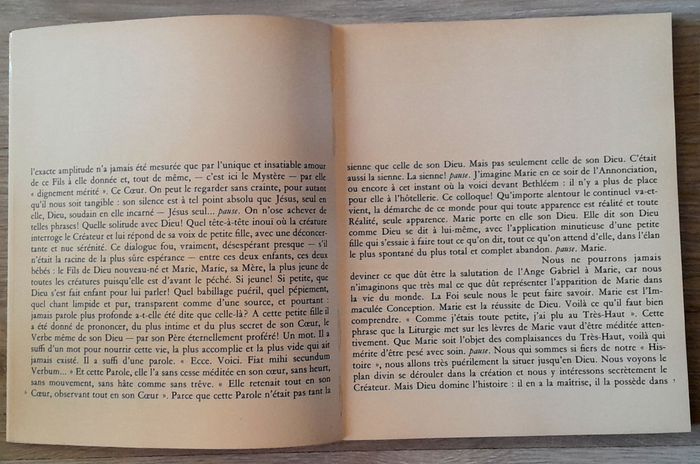 l'exacte amplitude n'a jamais été mesurée que par l'unique et insatiable amour
de ce Fils à elle donnée et, tout de même, — c'est ici le Mystère — par elle
« dignement mérité ». Ce Cœur. On peut le regarder sans crainte, pour autant
qu'il nous soit tangible : son silence est à tel point absolu que Jésus, seul en
elle, Dieu, soudain en elle incarné — Jésus seul... pause. On n'ose achever de
telles phrases! Quelle solitude avec Dieu! Quel tête-à-tête inouï où la créature
interroge le Créateur et lui répond de sa voix de petite fille, avec une déconcer-
tante et nue sérénité. Ce dialogue fou, vraiment, désespérant presque — s'il
n'était la racine de la plus sûre espérance — entre ces deux enfants, ces deux
bébés : le Fils de Dieu nouveau-né et Marie, Marie, sa Mère, la plus jeune de
toutes les créatures puisqu'elle est d'avant le péché. Si jeune! Si petite, que
Dieu s'est fait enfant pour lui parler! Quel babillage puéril, quel pépiement,
quel chant limpide et pur, transparent comme d'une source, et pourtant :
jamais parole plus profonde a-t-elle été dite que celle-là? A cette petite fille il
a été donné de prononcer, du plus intime et du plus secret de son Cœur, le
Verbe même de son Dieu — par son Père éternellement proféré! Un mot. Il a
suffi d'un mot pour nourrir cette vie, la plus accomplie et la plus vide qui ait
jamais existé. Il a suffi d'une parole. « Ecce. Voici. Fiat mihi secundum
Verbum... » Et cette Parole, elle l'a sans cesse méditée en son cœur, sans heurt,
sans mouvement, sans hâte comme sans trêve. « Elle retenait tout en son
Cœur, observant tout en son Cœur ». Parce que cette Parole n'était pas tant la
sienne que celle de son Dieu. Mais pas seulement celle de son Dieu. C'était
aussi la sienne. La sienne! pause. J'imagine Marie en ce soir de l'Annonciation,
ou encore à cet instant où la voici devant Bethléem : il n'y a plus de place
pour elle à l'hôtellerie. Ce colloque! Qu'importe alentour le continuel va-et-
vient, la démarche de ce monde pour qui toute apparence est réalité et toute
Réalité, seule apparence. Marie porte en elle son Dieu. Elle dit son Dieu
comme Dieu se dit à lui-même, avec l'application minutieuse d'une petite
fille qui s'essaie à faire tout ce qu'on dit, tout ce qu'on attend d'elle, dans l'élan
le plus spontané du plus total et complet abandon. pause. Marie.
Nous ne pourrons jamais
deviner ce que dût être la salutation de l'Ange Gabriel à Marie, car nous
n'imaginons que très mal ce que dût représenter l'apparition de Marie dans
la vie du monde. La Foi seule nous le peut faire savoir. Marie est l'Im-
maculée Conception. Marie est la réussite de Dieu. Voilà ce qu'il faut bien
comprendre. « Comme j'étais toute petite, j'ai plu au Très-Haut ». Cette
phrase que la Liturgie met sur les lèvres de Marie vaut d'être méditée atten-
tivement. Que Marie soit l'objet des complaisances du Très-Haut, voilà qui
mérite d'être pesé avec soin. pause. Nous qui sommes si fiers de notre « His-
toire », nous allons très puérilement la situer jusqu'en Dieu. Nous voyons le
plan divin se dérouler dans la création et nous y intéressons secrètement le
Créateur. Mais Dieu domine l'histoire : il en a la maîtrise, il la possède dans